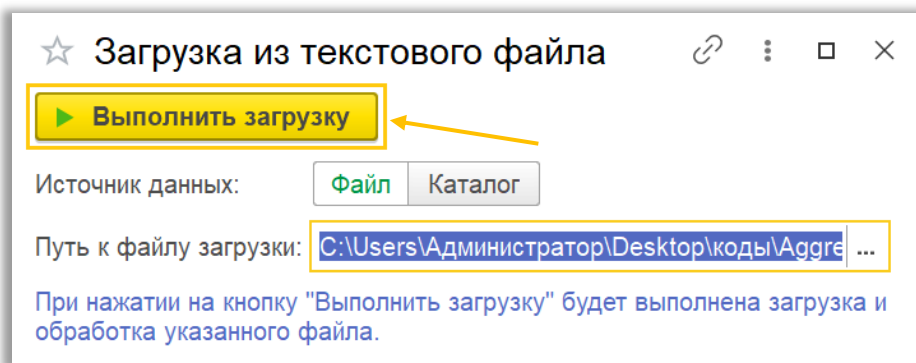 Загрузка из текстового файла
Выполнить загрузку
Источник данных: Файл Каталог
Путь к файлу загрузки: C:\Users\Администратор\Desktop\коды\Aggre ...
При нажатии на кнопку "Выполнить загрузку" будет выполнена загрузка и
обработка указанного файла.